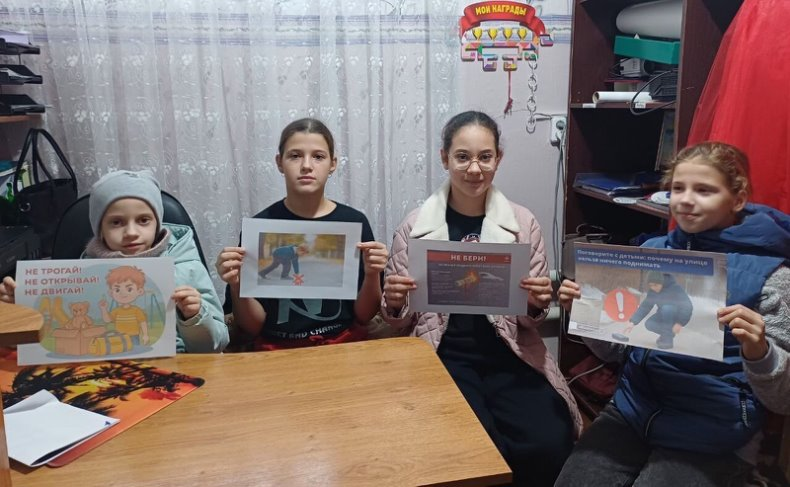 МОИ НАГРАДЫ
НЕ ТРОГАЙ!
НЕ ОТКРЫВАЙ!
НЕ ДВИГАЙ!
НЕ БЕРИ!
Поговорите с детьми: почему на улице
нельзя ничего поднимать